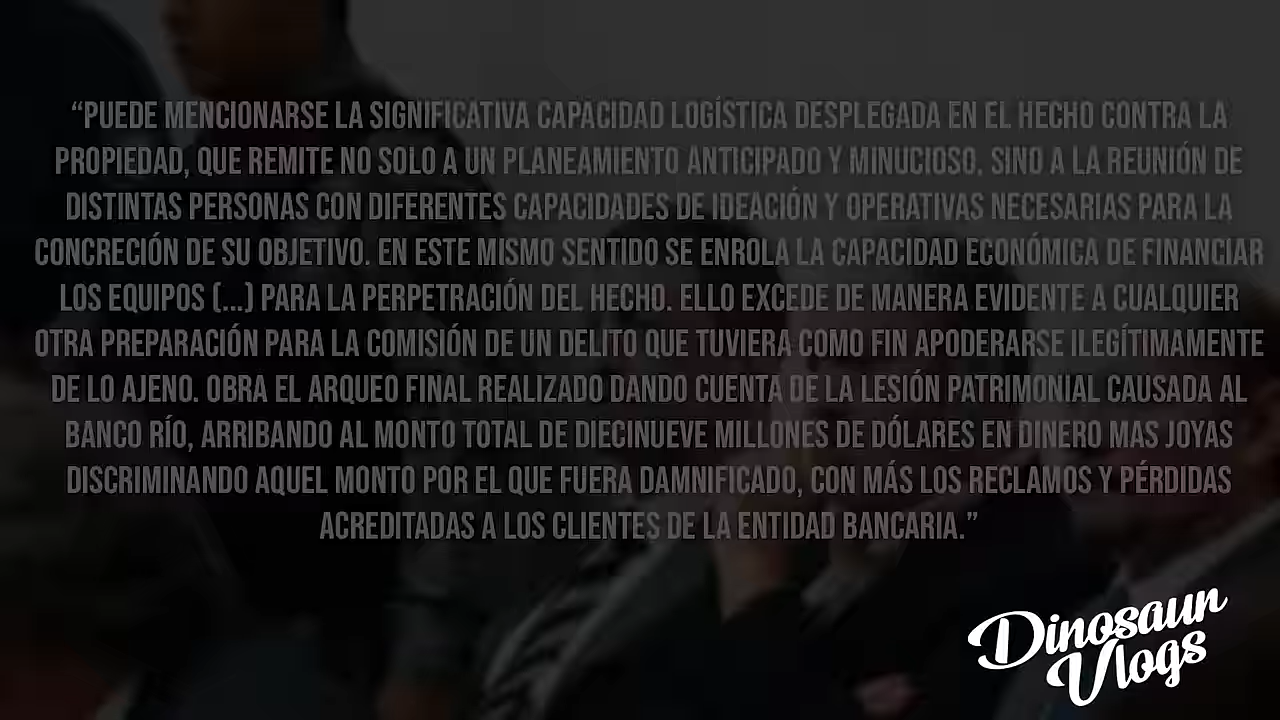 “PUEDE MENCIONARSE LA SIGNIFICATIVA CAPACIDAD LOGÍSTICA DESPLEGADA EN EL HECHO CONTRA LA
PROPIEDAD, QUE REMITE NO SOLO A UN PLANEAMIENTO ANTICIPADO Y MINUCIOSO, SINO A LA REUNIÓN DE
DISTINTAS PERSONAS CON DIFERENTES CAPACIDADES DE IDEACIÓN Y OPERATIVAS NECESARIAS PARA LA
CONCRECIÓN DE SU OBJETIVO. EN ESTE MISMO SENTIDO SE ENROLA LA CAPACIDAD ECONÓMICA DE FINANCIAR
LOS EQUIPOS (...) PARA LA PERPETRACIÓN DEL HECHO. ELLO EXCEDE DE MANERA EVIDENTE A CUALQUIER
OTRA PREPARACIÓN PARA LA COMISIÓN DE UN DELITO QUE TUVIERA COMO FIN APODERARSE ILEGÍTIMAMENTE
DE LO AJENO. OBRA EL ARQUEO FINAL REALIZADO DANDO CUENTA DE LA LESIÓN PATRIMONIAL CAUSADA AL
BANCO RÍO, ARRIBANDO AL MONTO TOTAL DE DIECINUEVE MILLONES DE DÓLARES EN DINERO MAS JOYAS
DISCRIMINANDO AQUEL MONTO POR EL QUE FUERA DAMNIFICADO, CON MÁS LOS RECLAMOS Y PÉRDIDAS
ACREDITADAS A LOS CLIENTES DE LA ENTIDAD BANCARIA.”
Dinosaun
Vlogs